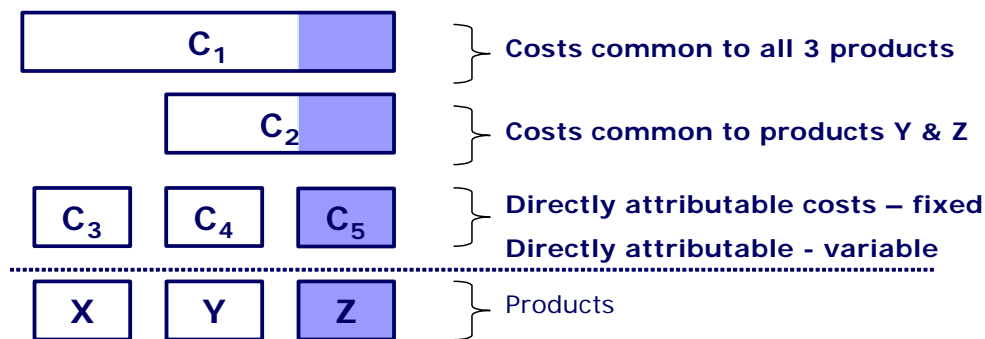 C1
Costs common to all 3 products
C2
Costs common to products Y & Z
C3 C4 C5
Directly attributable costs – fixed
Directly attributable - variable
X Y Z
Products